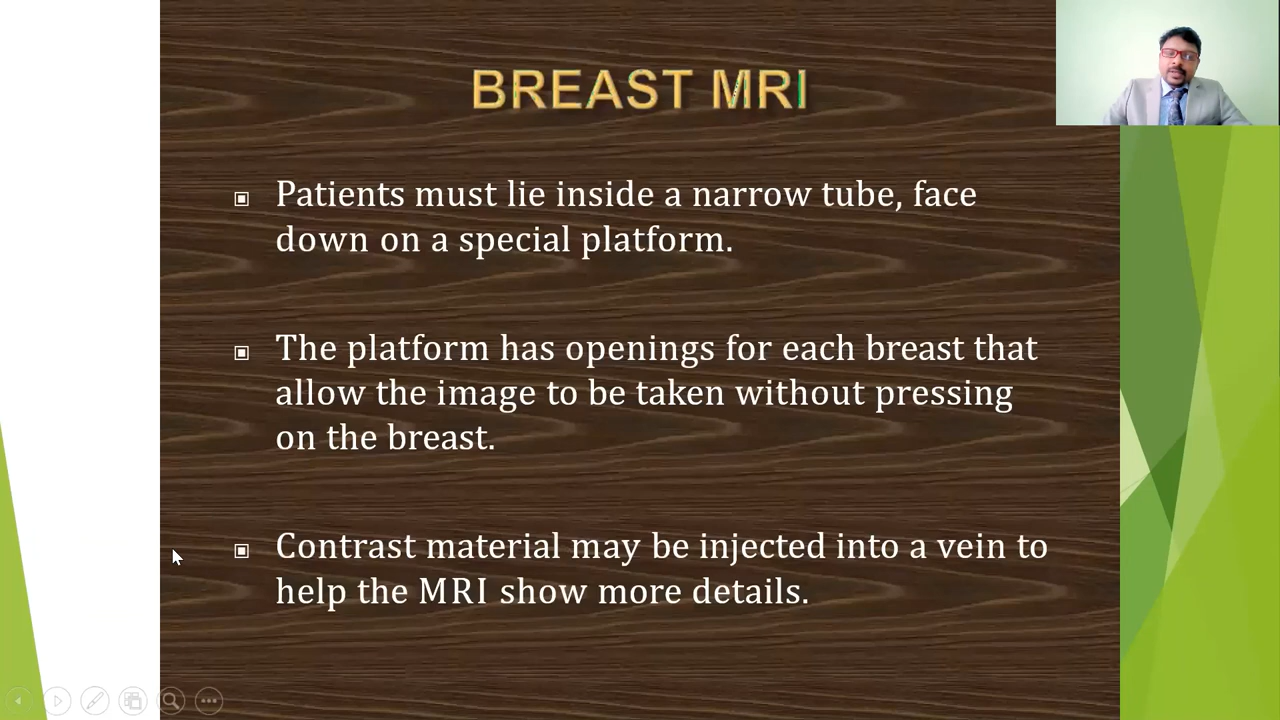 BREAST MRI
Patients must lie inside a narrow tube, face
down on a special platform.
The platform has openings for each breast that
allow the image to be taken without pressing
on the breast.
Contrast material may be injected into a vein to
help the MRI show more details.